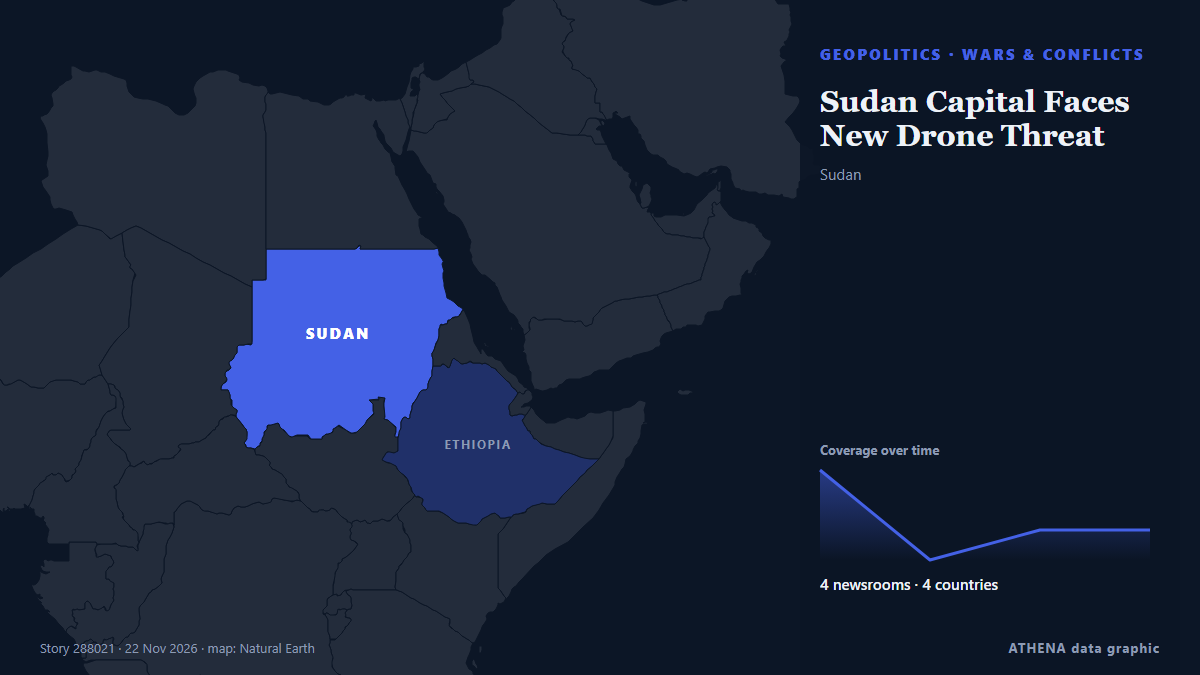 GEOPOLITICS · WARS & CONFLICTS
Sudan Capital Faces
New Drone Threat
Sudan
SUDAN
ETHIOPIA
Coverage over time
4 newsrooms · 4 countries
Story 288021 · 22 Nov 2026 · map: Natural Earth
ATHENA data graphic